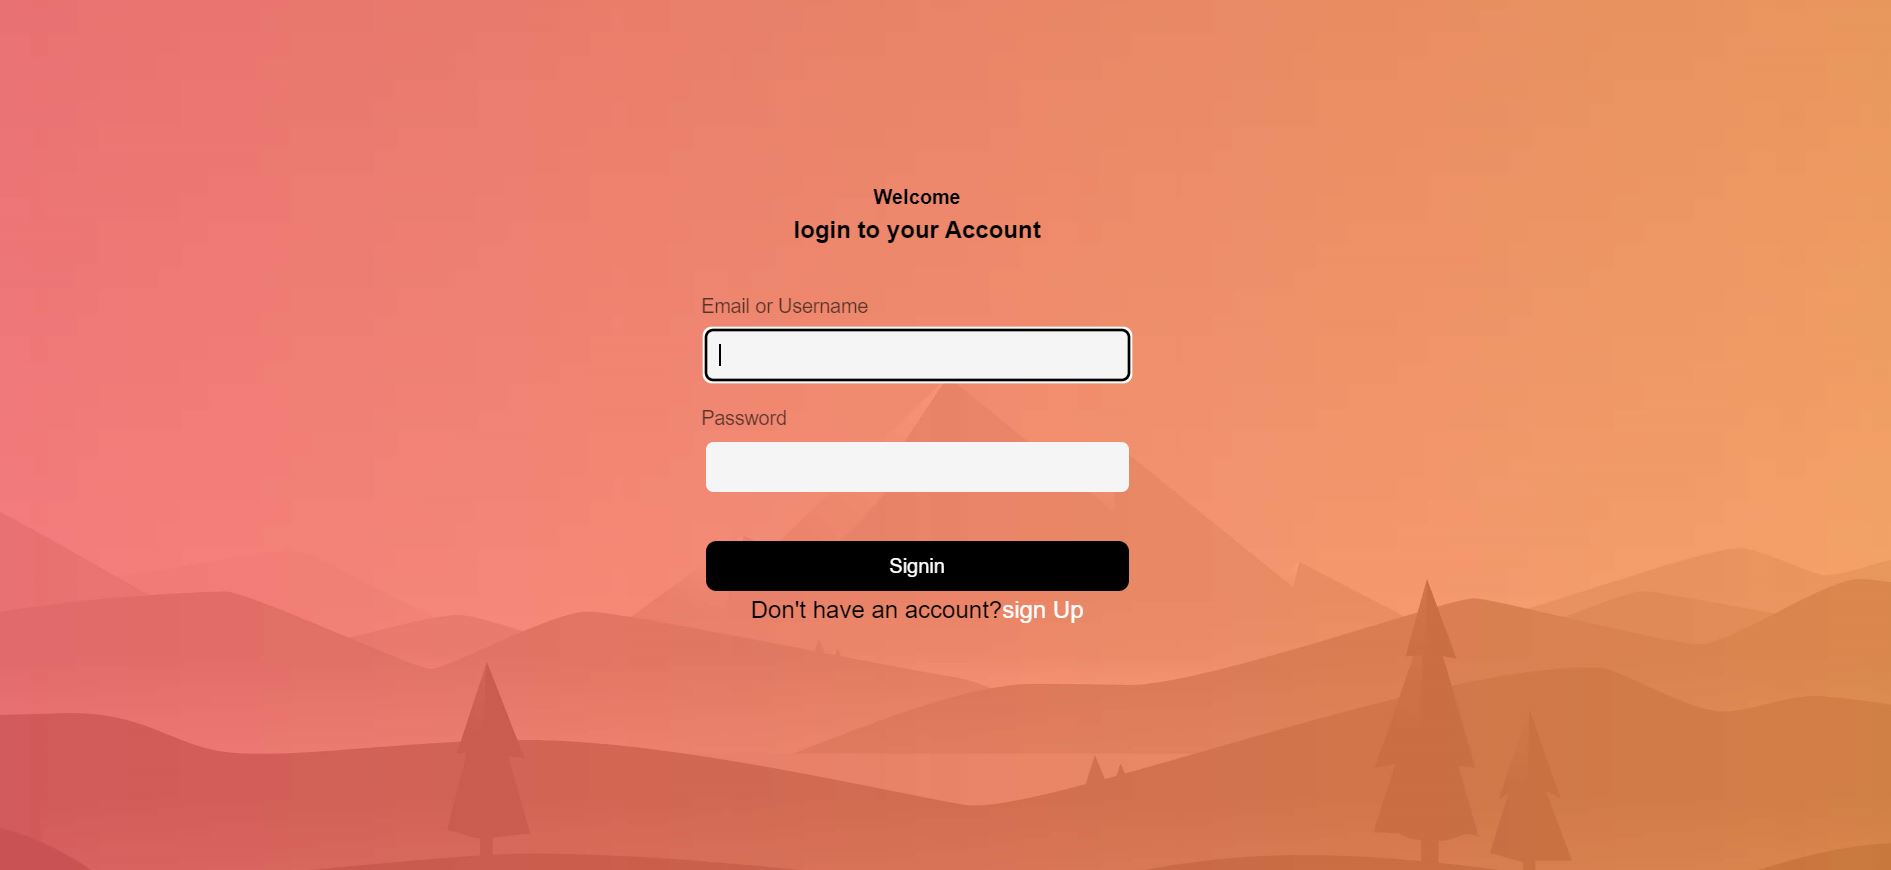 Welcome
login to your Account
Email or Username
Password
Signin
Don't have an account?sign Up